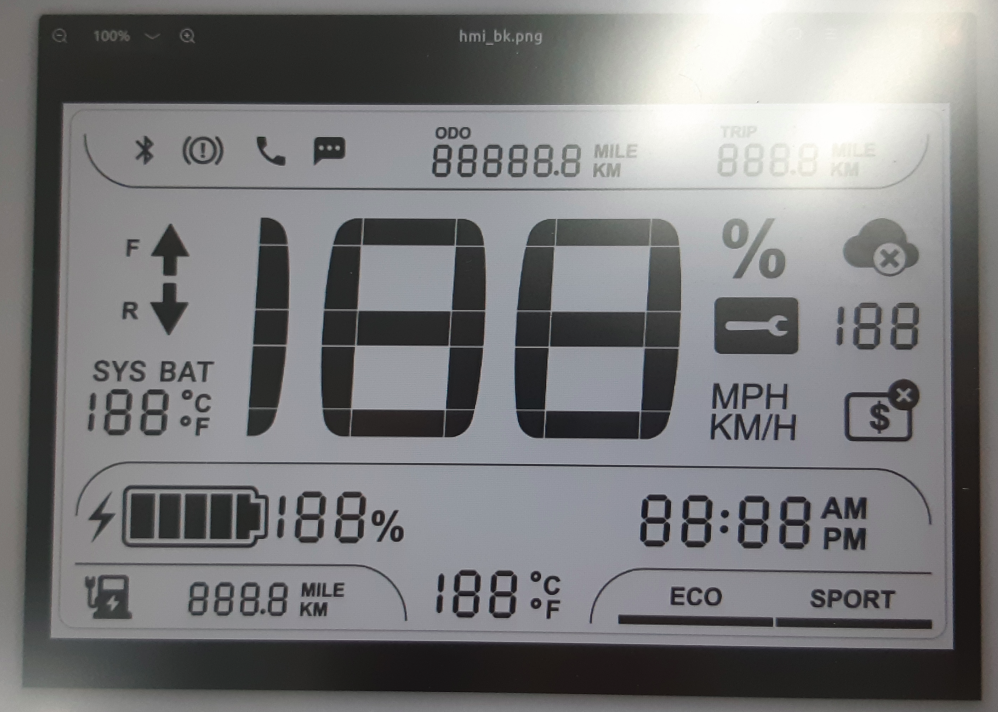 100%
hmi_bk.png
ODO
88888.8 MILE
KM
TRIP
888.8 MILE
KM
F
R
188
%
188
SYS BAT
188 °C
°F
MPH
KM/H
$
188%
88:88 AM
PM
888.8 MILE
KM
188 °C
°F
ECO
SPORT